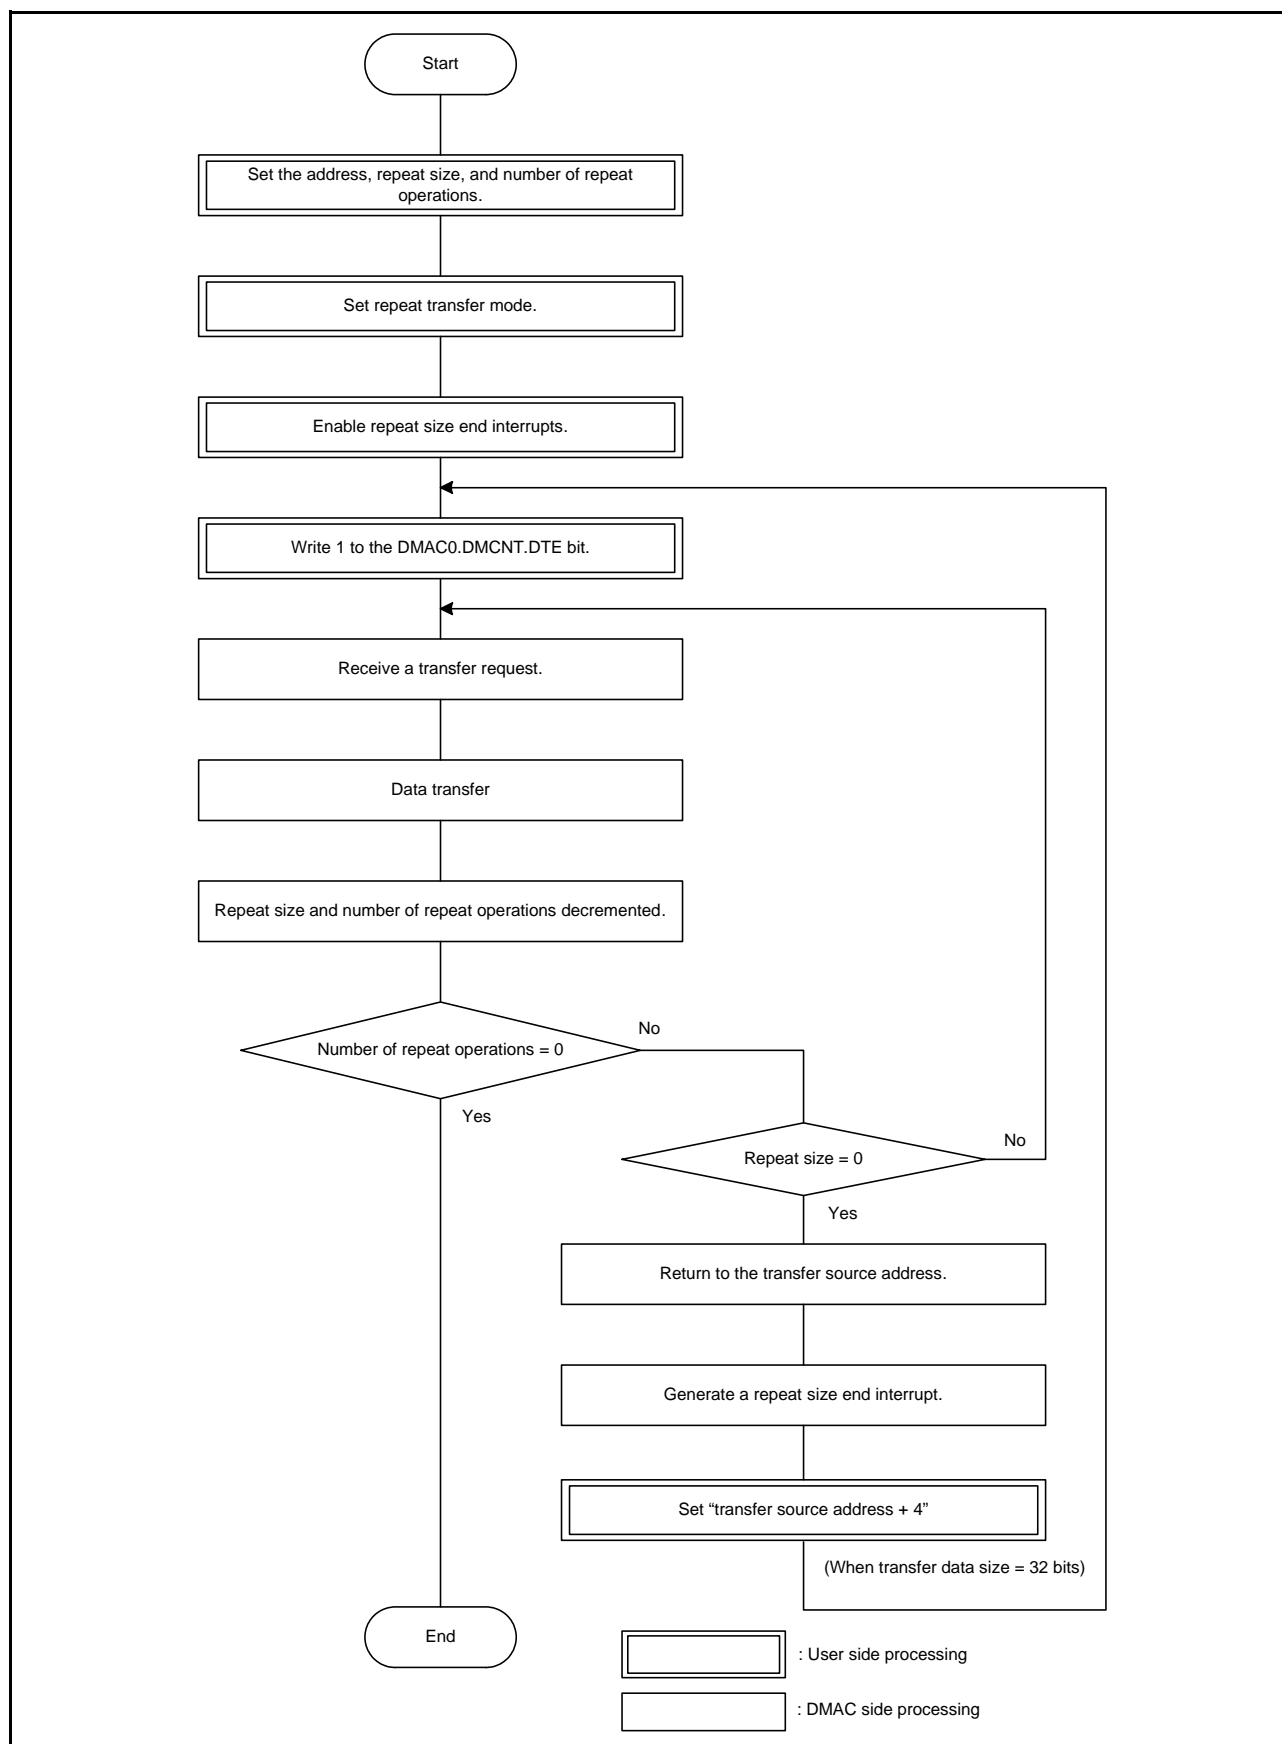 Start
Set the address, repeat size, and number of repeat
operations.
Set repeat transfer mode.
Enable repeat size end interrupts.
Write 1 to the DMAC0.DMCNT.DTE bit.
Receive a transfer request.
Data transfer
Repeat size and number of repeat operations decremented.
Number of repeat operations = 0
No
Yes
Repeat size = 0
No
Yes
Return to the transfer source address.
Generate a repeat size end interrupt.
Set “transfer source address + 4”
(When transfer data size = 32 bits)
End
: User side processing
: DMAC side processing